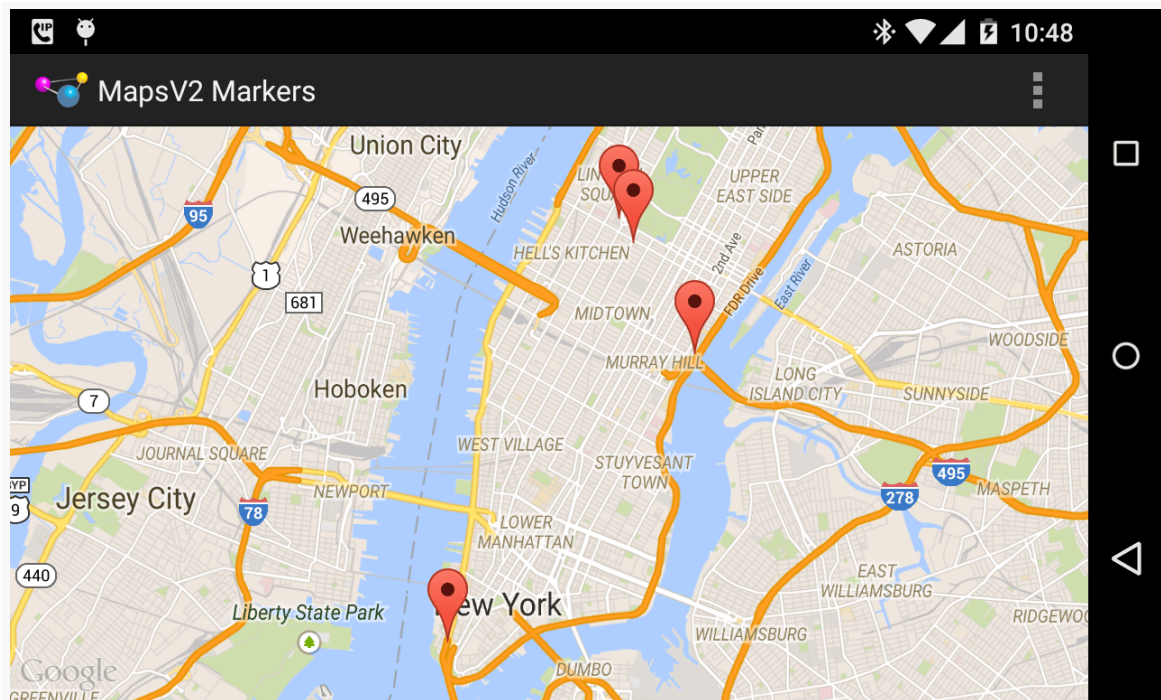 10:48
MapsV2 Markers
Union City
Hudson River
UPPER
EAST SIDE
495
95
Weehawken
HELL'S KITCHEN
2nd Ave
ASTORIA
1
681
FDR Drive
East River
MIDTOWN
MURRAY HILL
WOODSIDE
LONG
ISLAND CITY
SUNNYSIDE
Hoboken
7
JOURNAL SQUARE
WEST VILLAGE
STUYVESANT
TOWN
495
MASPETH
278
NEWPORT
Jersey City
78
9
LOWER
MANHATTAN
440
EAST
WILLIAMSBURG
Liberty State Park
ew York
RIDGEWOO
WILLIAMSBURG
DUMBO
Google
GREENVILLE